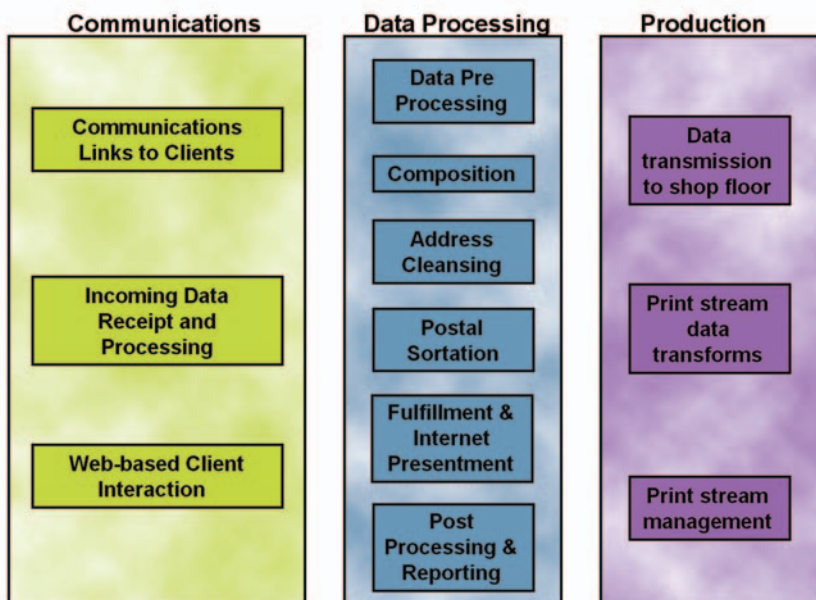 Communications
Communications
Links to Clients
Incoming Data
Receipt and
Processing
Web-based Client
Interaction
Data Processing
Data Pre
Processing
Composition
Address
Cleansing
Postal
Sortation
Fulfillment &
Internet
Presentment
Post
Processing &
Reporting
Production
Data
transmission
to shop floor
Print stream
data
transforms
Print stream
management